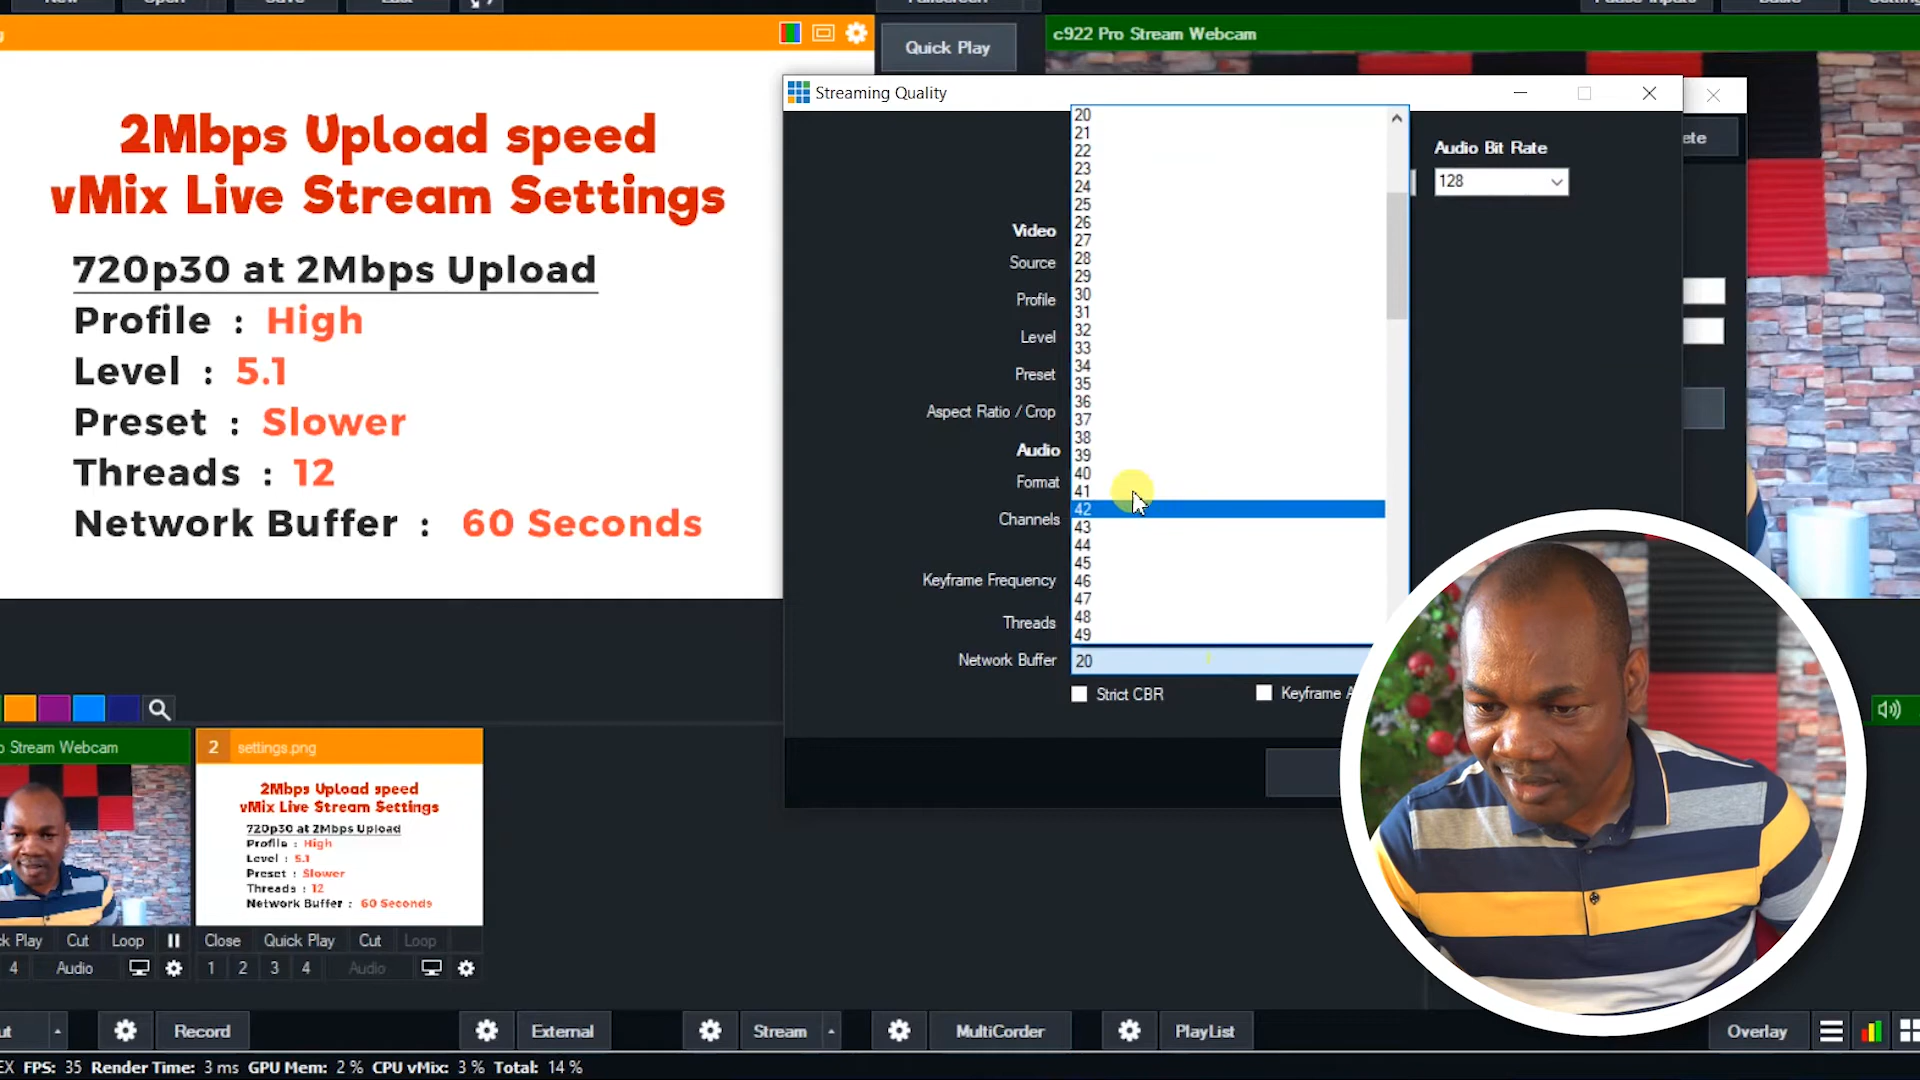 Quick Play
c922 Pro Stream Webcam
2Mbps Upload speed
vMix Live Stream Settings
720p30 at 2Mbps Upload
Profile : High
Level : 5.1
Preset : Slower
Threads : 12
Network Buffer : 60 Seconds
Streaming Quality
Audio Bit Rate
128
Video
Source
Profile
Level
Preset
Aspect Ratio / Crop
Audio
Format
Channels
Keyframe Frequency
Threads
Network Buffer
20
21
22
23
24
25
26
27
28
29
30
31
32
33
34
35
36
37
38
39
40
41
42
43
44
45
46
47
48
49
20
Strict CBR
Keyframe A
o Stream Webcam
2 settings.png
2Mbps Upload speed
vMix Live Stream Settings
720p30 at 2Mbps Upload
Profile : High
Level : 5.1
Preset : Slower
Threads : 12
Network Buffer : 60 Seconds
ck Play Cut Loop Close Quick Play Cut Loop
4 Audio 1 2 3 4 Audio
Record External Stream MultiCorder PlayList Overlay
EX FPS: 35 Render Time: 3 ms GPU Mem: 2 % CPU vMix: 3 % Total: 14 %